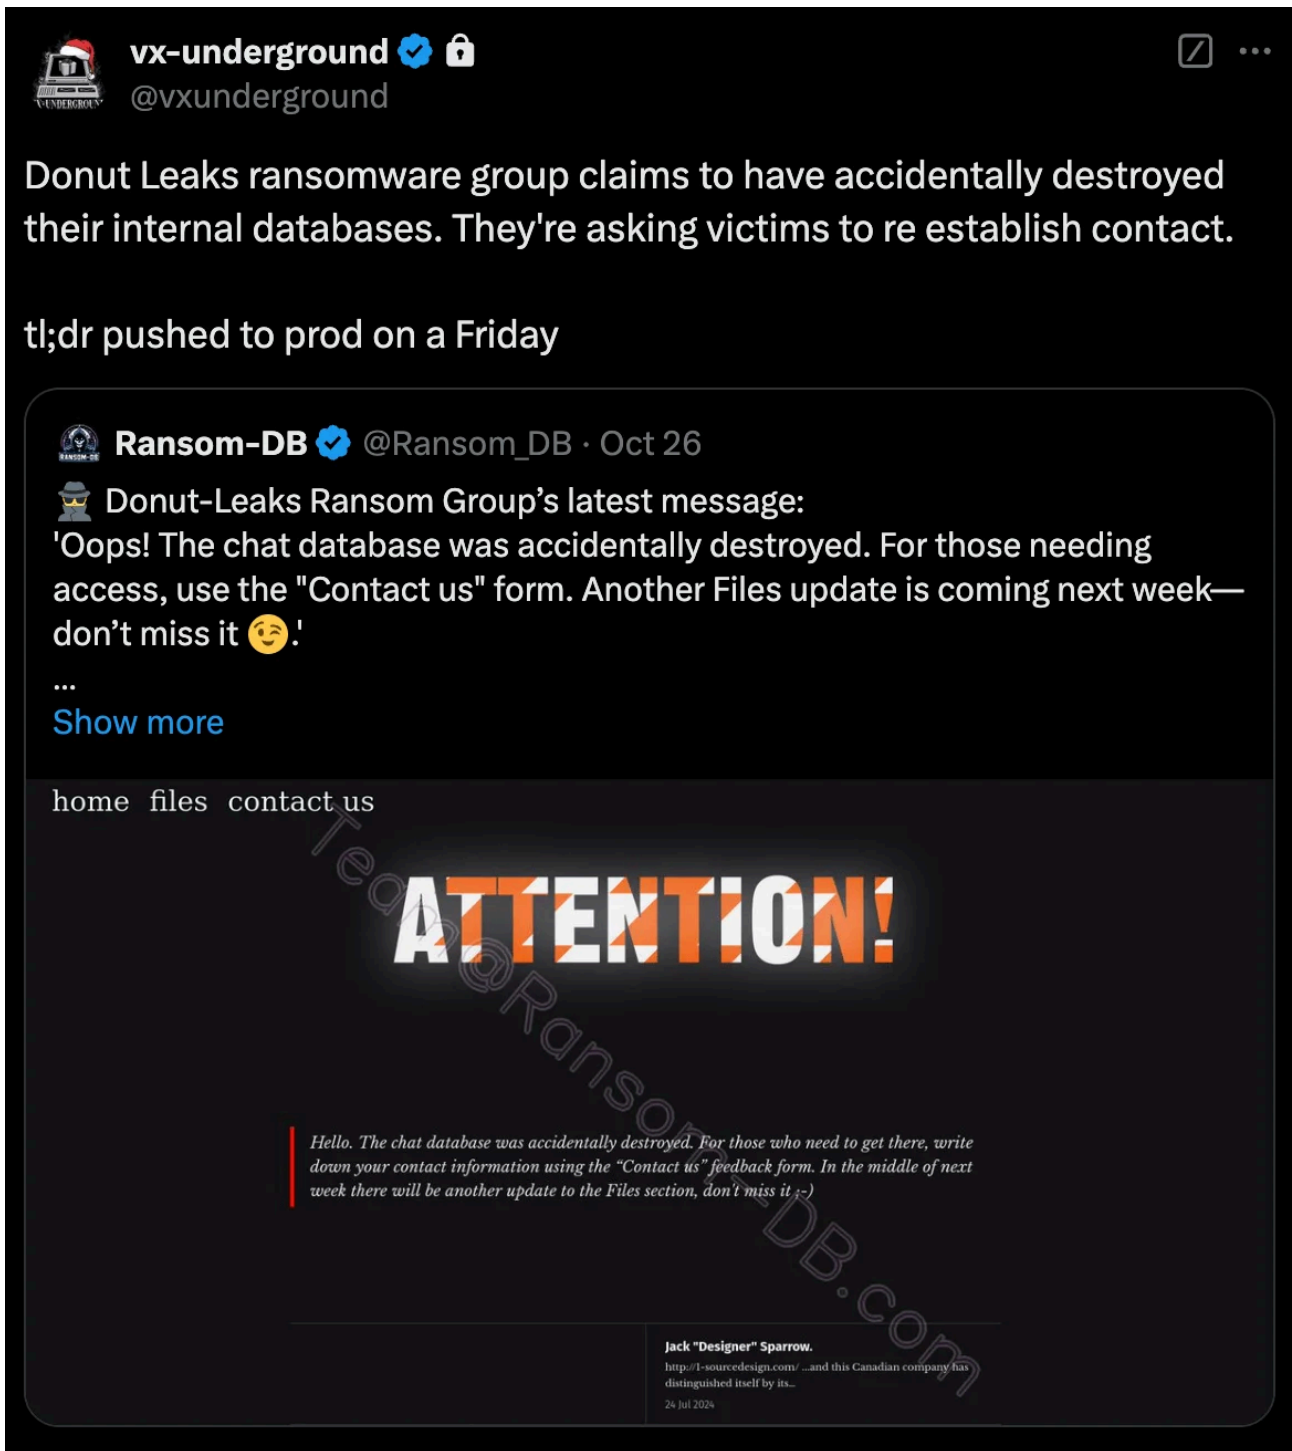 vx-underground
@vxunderground
Donut Leaks ransomware group claims to have accidentally destroyed
their internal databases. They're asking victims to re establish contact.
tl;dr pushed to prod on a Friday
Ransom-DB @Ransom_DB · Oct 26
Donut-Leaks Ransom Group’s latest message:
'Oops! The chat database was accidentally destroyed. For those needing
access, use the "Contact us" form. Another Files update is coming next week—
don’t miss it 😉.'
...
Show more
home files contact us
ATTENTION!
Team@Ransom-DB.com
Hello. The chat database was accidentally destroyed. For those who need to get there, write
down your contact information using the “Contact us” feedback form. In the middle of next
week there will be another update to the Files section, don't miss it ;-)
Jack "Designer" Sparrow.
http://1-sourcedesign.com/ ...and this Canadian company has
distinguished itself by its...
24 Jul 2024